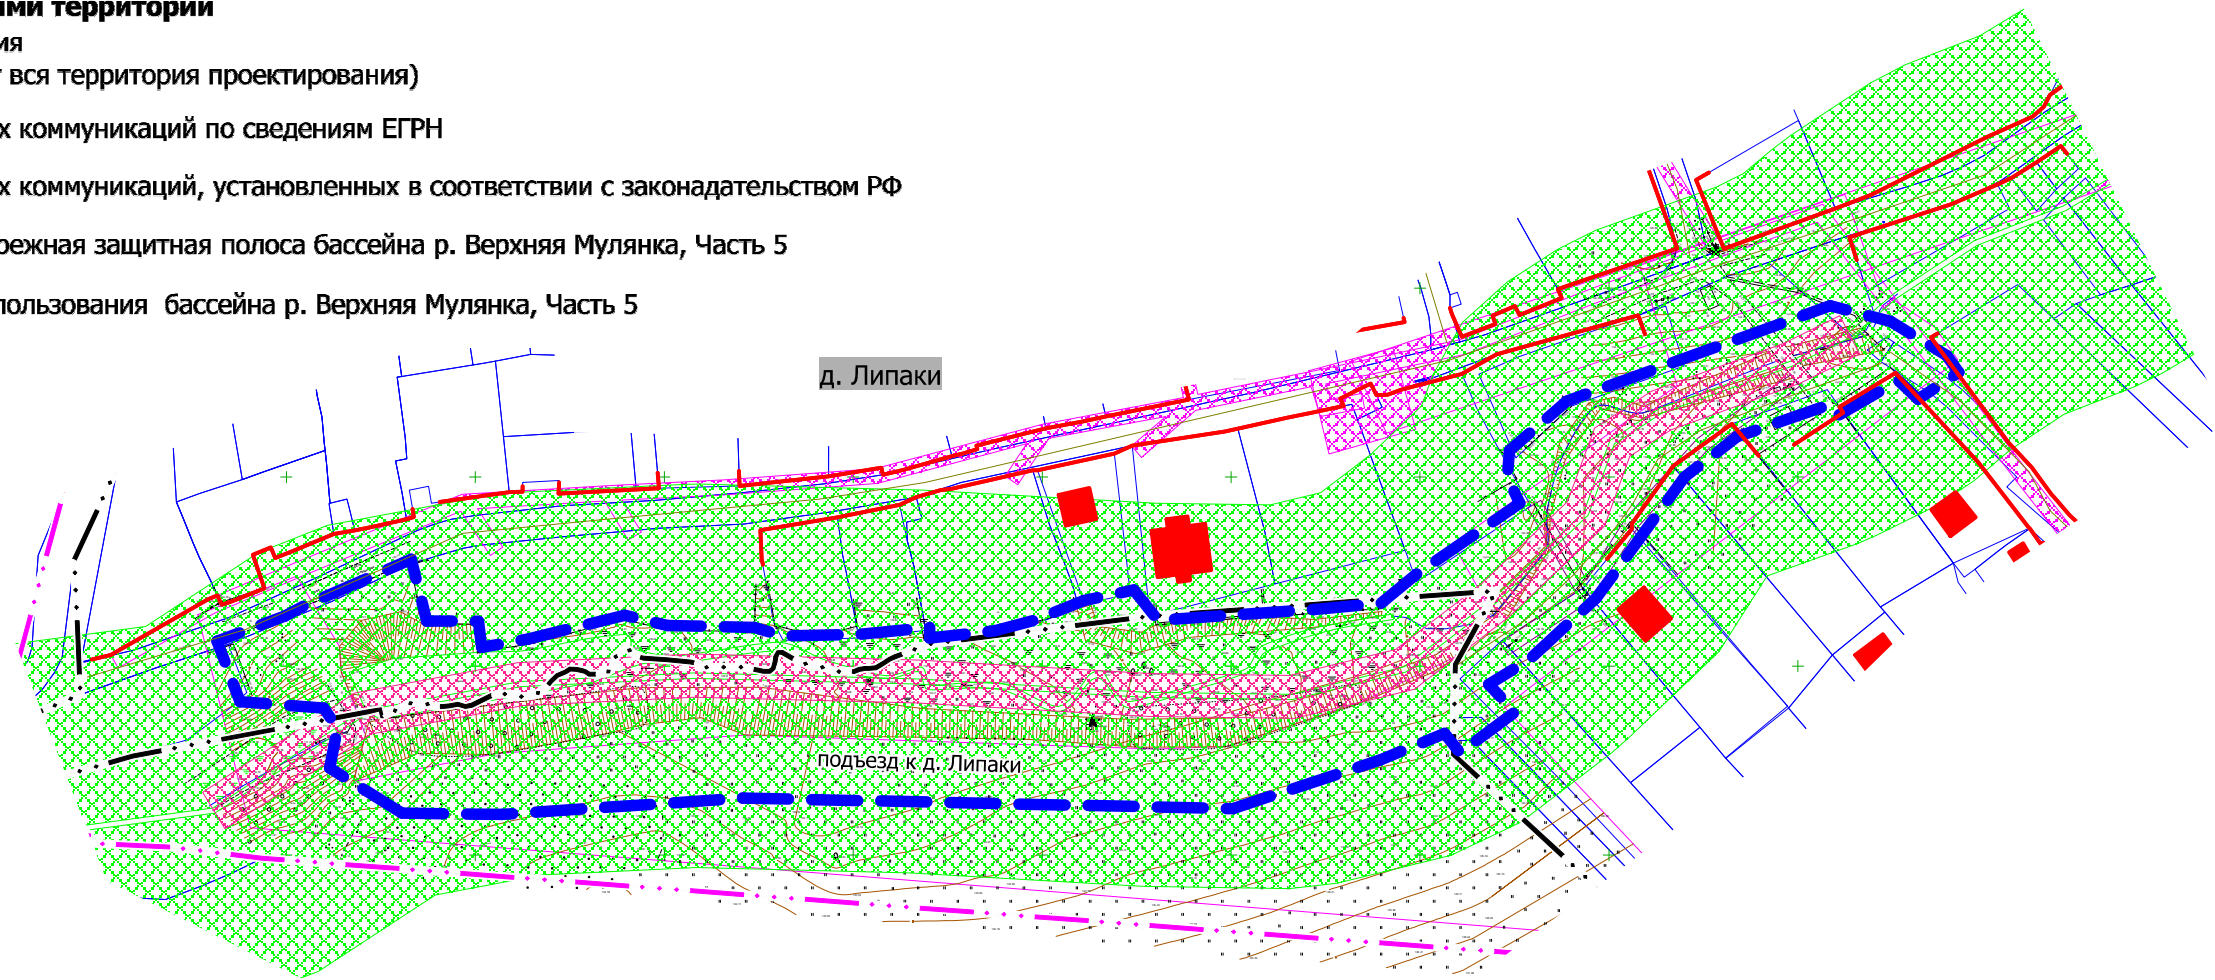 ми территории
ия
вся территория проектирования)
х коммуникаций по сведениям ЕГРН
х коммуникаций, установленных в соответствии с законадательством РФ
режная защитная полоса бассейна р. Верхняя Мулянка, Часть 5
пользования бассейна р. Верхняя Мулянка, Часть 5
д. Липаки
подъезд к д. Липаки